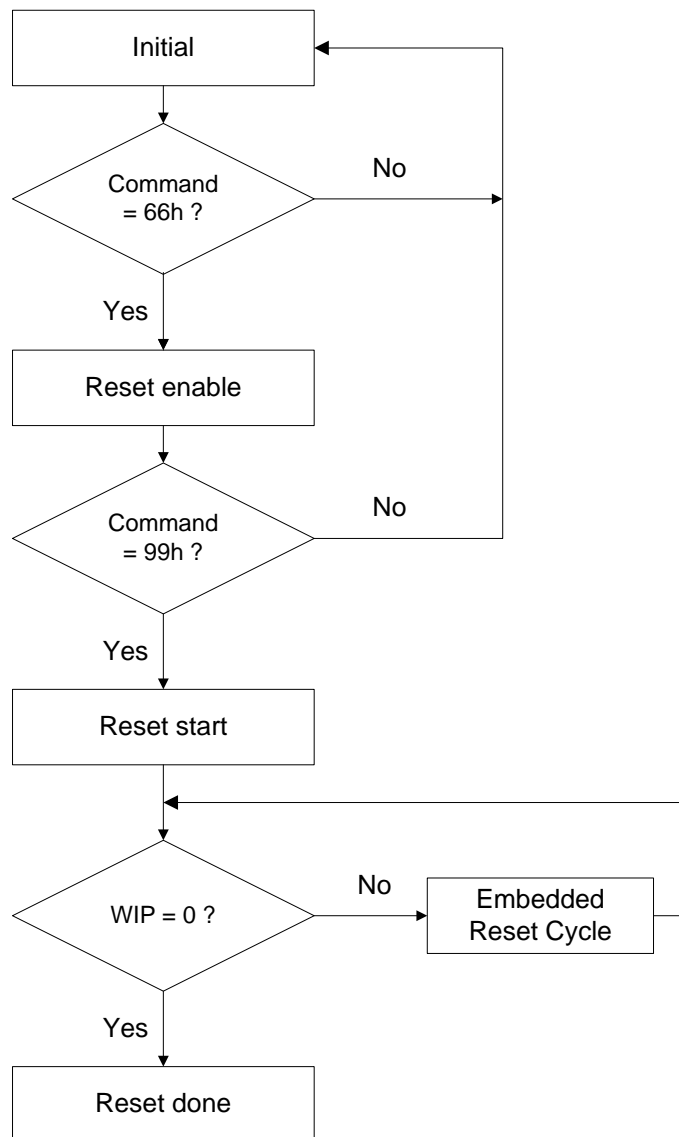 Initial
Command
= 66h ?
No
Yes
Reset enable
Command
= 99h ?
No
Yes
Reset start
WIP = 0 ?
No
Embedded
Reset Cycle
Yes
Reset done